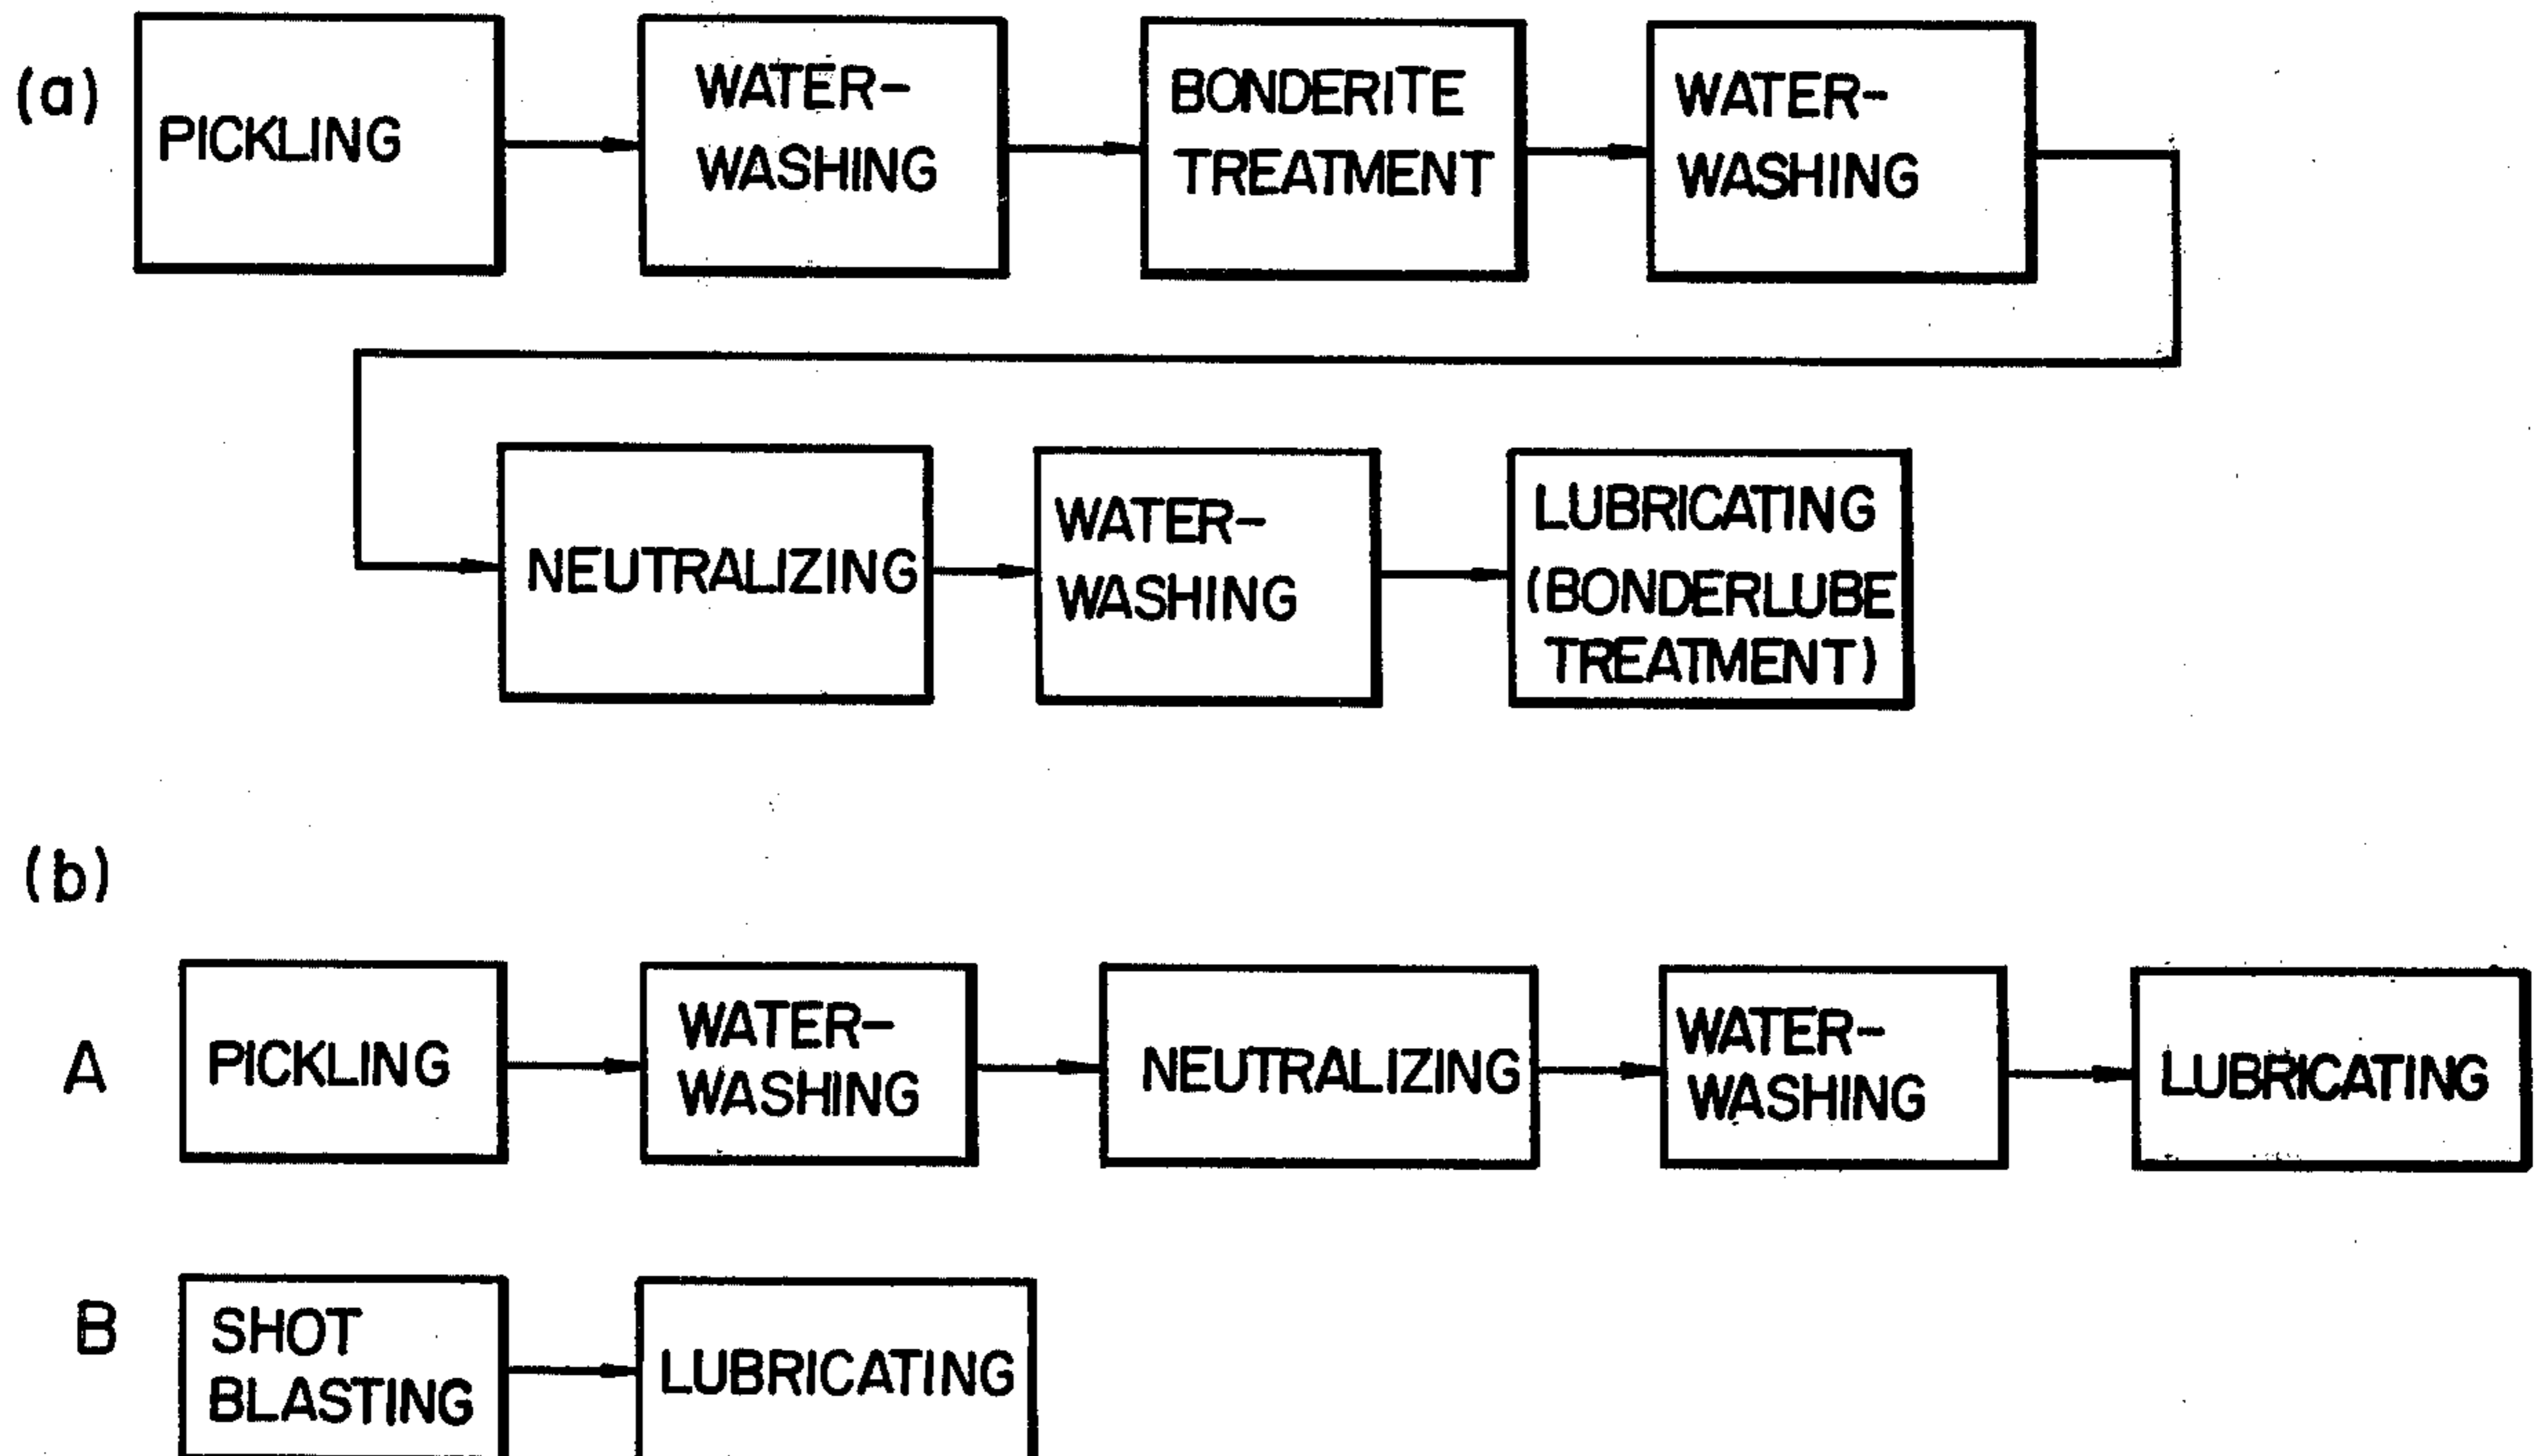 (a)
PICKLING
WATER-
WASHING
BONDERITE
TREATMENT
WATER-
WASHING
NEUTRALIZING
WATER-
WASHING
LUBRICATING
(BONDERLUBE
TREATMENT)
(b)
A
PICKLING
WATER-
WASHING
NEUTRALIZING
WATER-
WASHING
LUBRICATING
B
SHOT
BLASTING
LUBRICATING